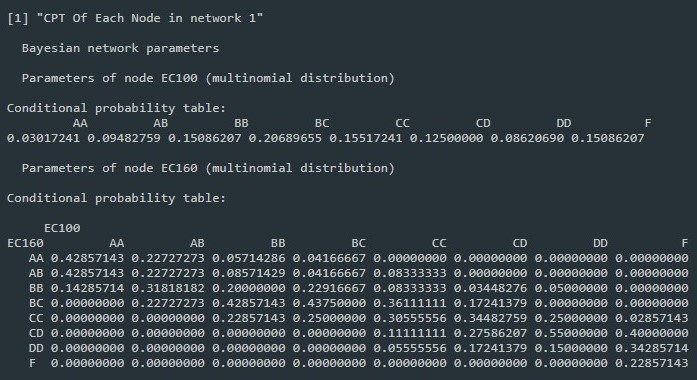 [1] "CPT Of Each Node in network 1"
Bayesian network parameters
Parameters of node EC100 (multinomial distribution)
Conditional probability table:
AA AB BB BC CC CD DD F
0.03017241 0.09482759 0.15086207 0.20689655 0.15517241 0.12500000 0.08620690 0.15086207
Parameters of node EC160 (multinomial distribution)
Conditional probability table:
EC100
EC160 AA AB BB BC CC CD DD F
AA 0.42857143 0.22727273 0.05714286 0.04166667 0.00000000 0.00000000 0.00000000 0.00000000
AB 0.42857143 0.22727273 0.08571429 0.04166667 0.08333333 0.00000000 0.00000000 0.00000000
BB 0.14285714 0.31818182 0.20000000 0.22916667 0.08333333 0.03448276 0.05000000 0.00000000
BC 0.00000000 0.22727273 0.42857143 0.43750000 0.36111111 0.17241379 0.00000000 0.00000000
CC 0.00000000 0.00000000 0.22857143 0.25000000 0.30555556 0.34482759 0.25000000 0.02857143
CD 0.00000000 0.00000000 0.00000000 0.00000000 0.11111111 0.27586207 0.55000000 0.40000000
DD 0.00000000 0.00000000 0.00000000 0.00000000 0.05555556 0.17241379 0.15000000 0.34285714
F 0.00000000 0.00000000 0.00000000 0.00000000 0.00000000 0.00000000 0.00000000 0.22857143